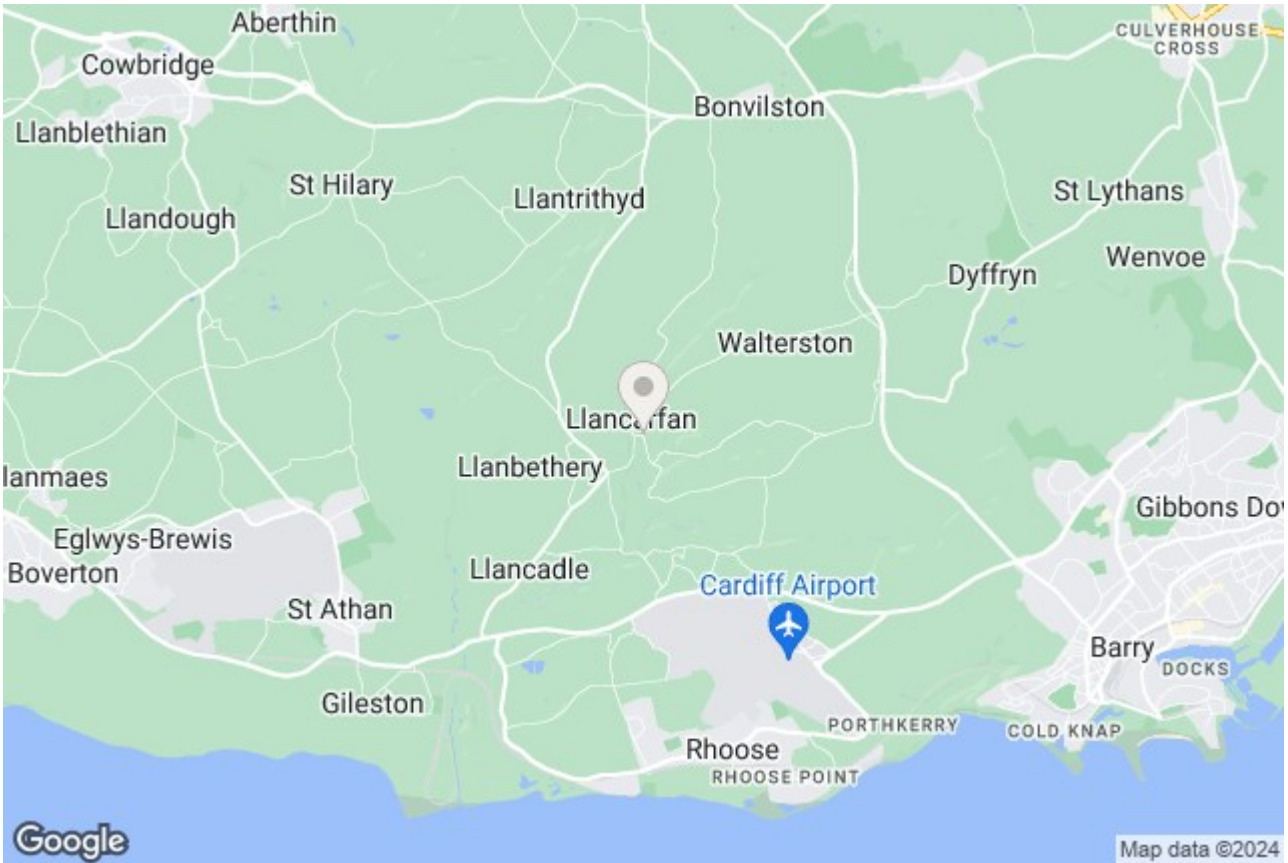 Aberthin
CULVERHOUSE
CROSS
Cowbridge
Bonvilston
Llanblethian
St Hilary
Llantrithyd
St Lythans
Llandough
Wenvoe
Dyffryn
Walterston
Llancarfan
Llanbethery
lanmaes
Gibbons Dov
Eglwys-Brewis
Boverton
Llancadle
Cardiff Airport
St Athan
Barry
DOCKS
Gileston
PORTHKERRY
COLD KNAP
Rhoose
RHOOSE POINT
Google
Map data ©2024